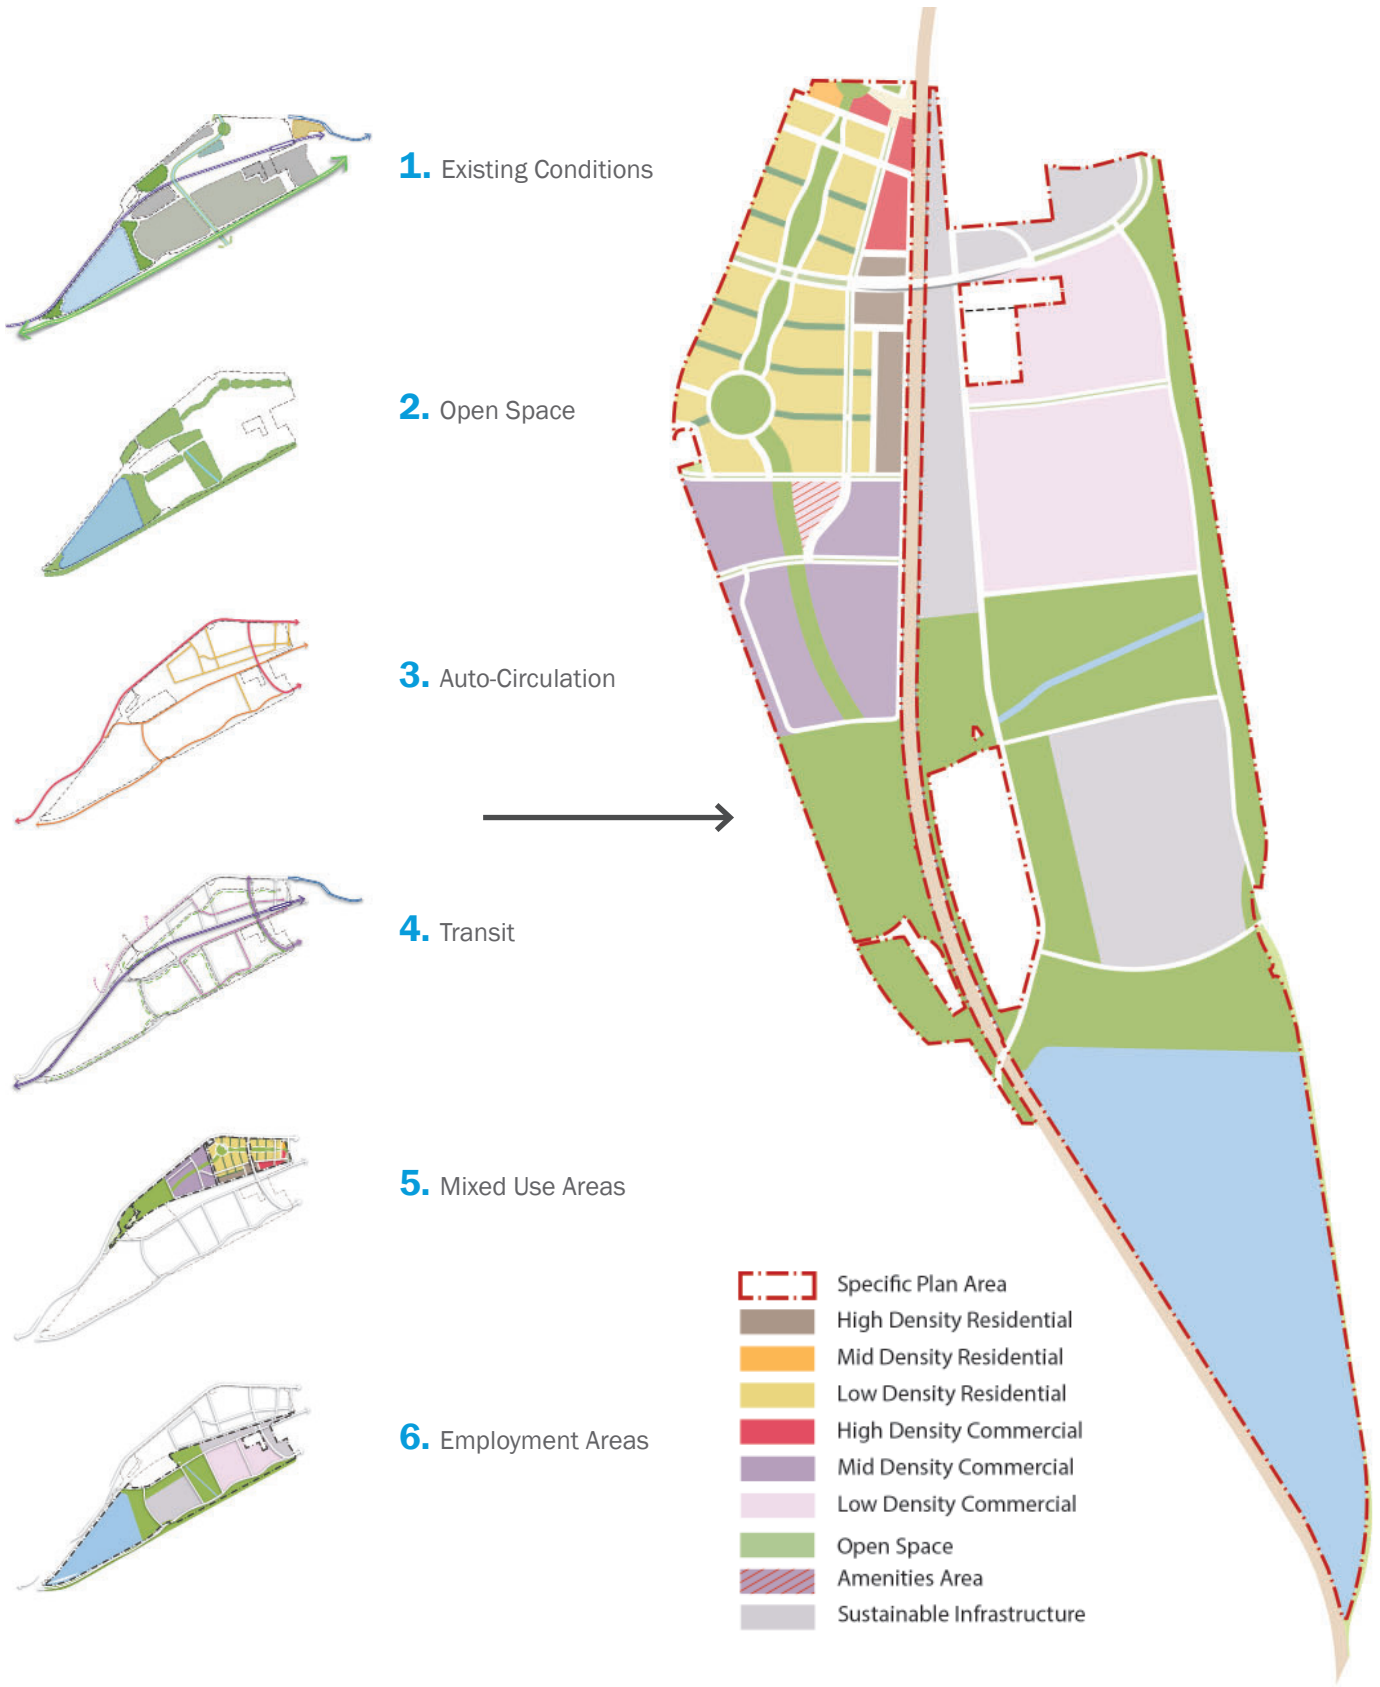 1. Existing Conditions
2. Open Space
3. Auto-Circulation
4. Transit
5. Mixed Use Areas
6. Employment Areas
Specific Plan Area
High Density Residential
Mid Density Residential
Low Density Residential
High Density Commercial
Mid Density Commercial
Low Density Commercial
Open Space
Amenities Area
Sustainable Infrastructure